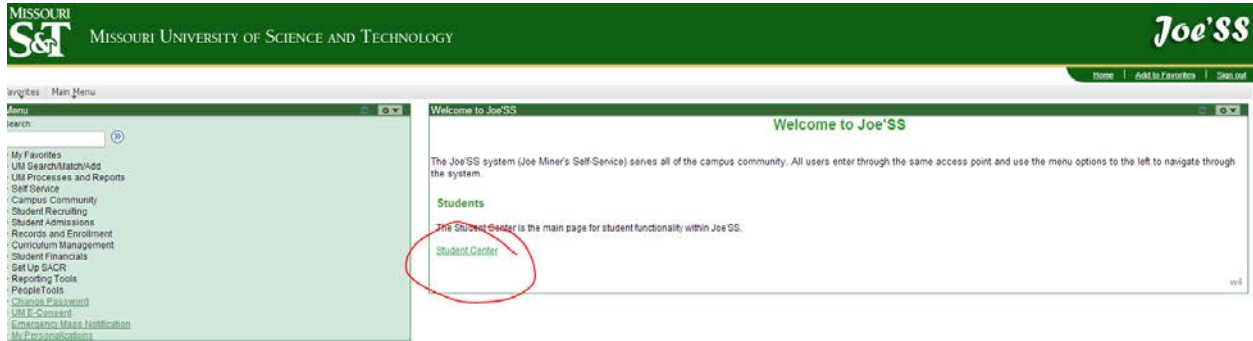 MISSOURI
S&T
MISSOURI UNIVERSITY OF SCIENCE AND TECHNOLOGY
Joe'SS
Home | Add to Favorites | Sign out
avorites Main Menu
Menu
Search:
My Favorites
UM Search/Match/Add
UM Processes and Reports
Self Service
Campus Community
Student Recruiting
Student Admissions
Records and Enrollment
Curriculum Management
Student Financials
Set Up SACR
Reporting Tools
PeopleTools
Change Password
UM E-Consent
Emergency Mass Notification
My Personalizations
Welcome to Joe'SS
Welcome to Joe'SS
The Joe'SS system (Joe Miner's Self-Service) serves all of the campus community. All users enter through the same access point and use the menu options to the left to navigate through
the system.
Students
The Student Center is the main page for student functionality within Joe'SS.
Student Center
w4